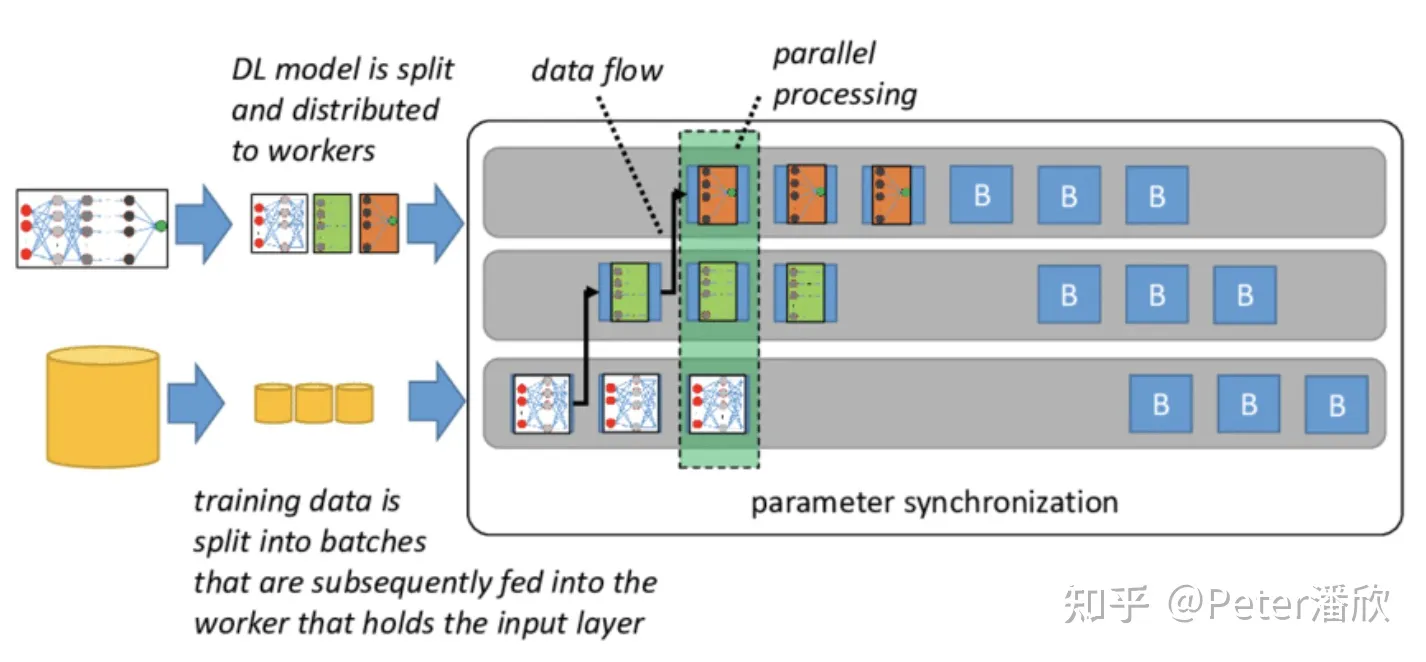 DL model is split
and distributed
to workers
data flow
parallel
processing
B B B
B B B
B B B
parameter synchronization
training data is
split into batches
that are subsequently fed into the
worker that holds the input layer
知乎 @Peter潘欣